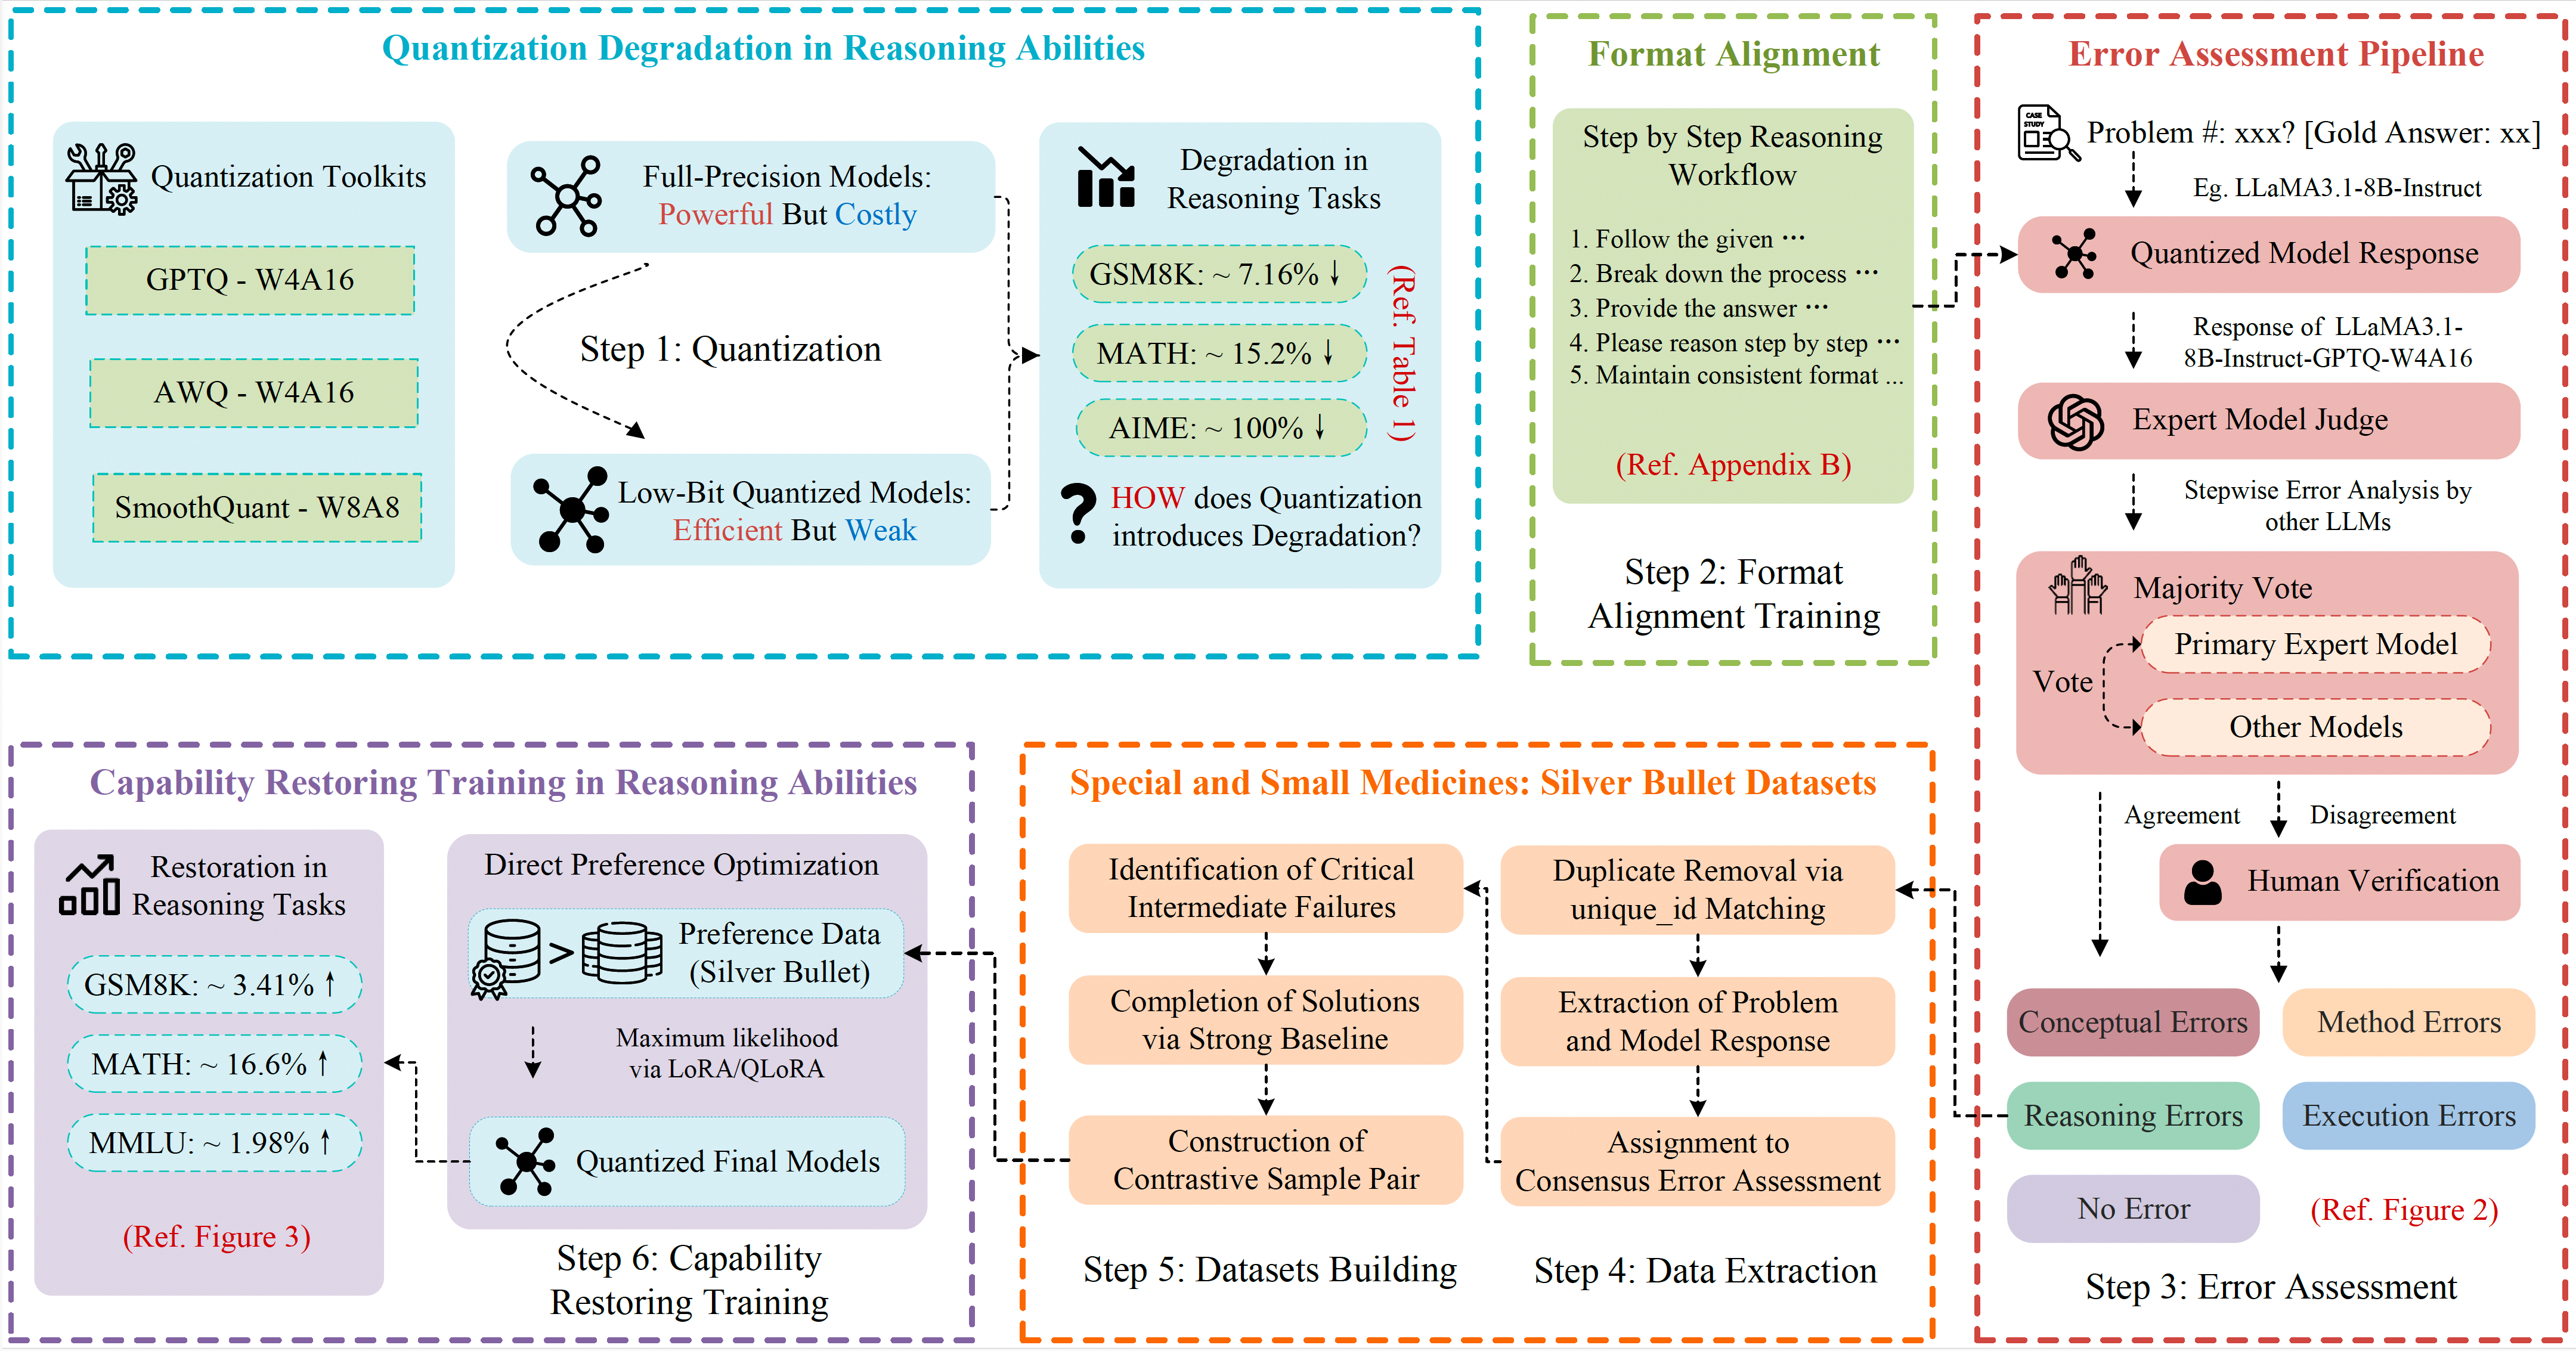 Quantization Degradation in Reasoning Abilities
Quantization Toolkits
GPTQ - W4A16
AWQ - W4A16
SmoothQuant - W8A8
Full-Precision Models:
Powerful But Costly
Step 1: Quantization
Low-Bit Quantized Models:
Efficient But Weak
Degradation in
Reasoning Tasks
GSM8K: ~ 7.16% ↓
MATH: ~ 15.2% ↓
AIME: ~ 100% ↓
(Ref. Table 1)
HOW does Quantization
introduces Degradation?
Format Alignment
Step by Step Reasoning
Workflow
1. Follow the given ···
2. Break down the process ···
3. Provide the answer ···
4. Please reason step by step ···
5. Maintain consistent format ...
(Ref. Appendix B)
Step 2: Format
Alignment Training
Error Assessment Pipeline
CASE
STUDY
Problem #: xxx? [Gold Answer: xx]
Eg. LLaMA3.1-8B-Instruct
Quantized Model Response
Response of LLaMA3.1-
8B-Instruct-GPTQ-W4A16
Expert Model Judge
Stepwise Error Analysis by
other LLMs
Majority Vote
Primary Expert Model
Vote
Other Models
Agreement
Disagreement
Human Verification
Conceptual Errors
Method Errors
Reasoning Errors
Execution Errors
No Error
(Ref. Figure 2)
Step 3: Error Assessment
Special and Small Medicines: Silver Bullet Datasets
Duplicate Removal via
unique_id Matching
Extraction of Problem
and Model Response
Assignment to
Consensus Error Assessment
Step 4: Data Extraction
Identification of Critical
Intermediate Failures
Completion of Solutions
via Strong Baseline
Construction of
Contrastive Sample Pair
Step 5: Datasets Building
Capability Restoring Training in Reasoning Abilities
Direct Preference Optimization
>
Preference Data
(Silver Bullet)
Maximum likelihood
via LoRA/QLoRA
Quantized Final Models
Step 6: Capability
Restoring Training
Restoration in
Reasoning Tasks
GSM8K: ~ 3.41% ↑
MATH: ~ 16.6% ↑
MMLU: ~ 1.98% ↑
(Ref. Figure 3)